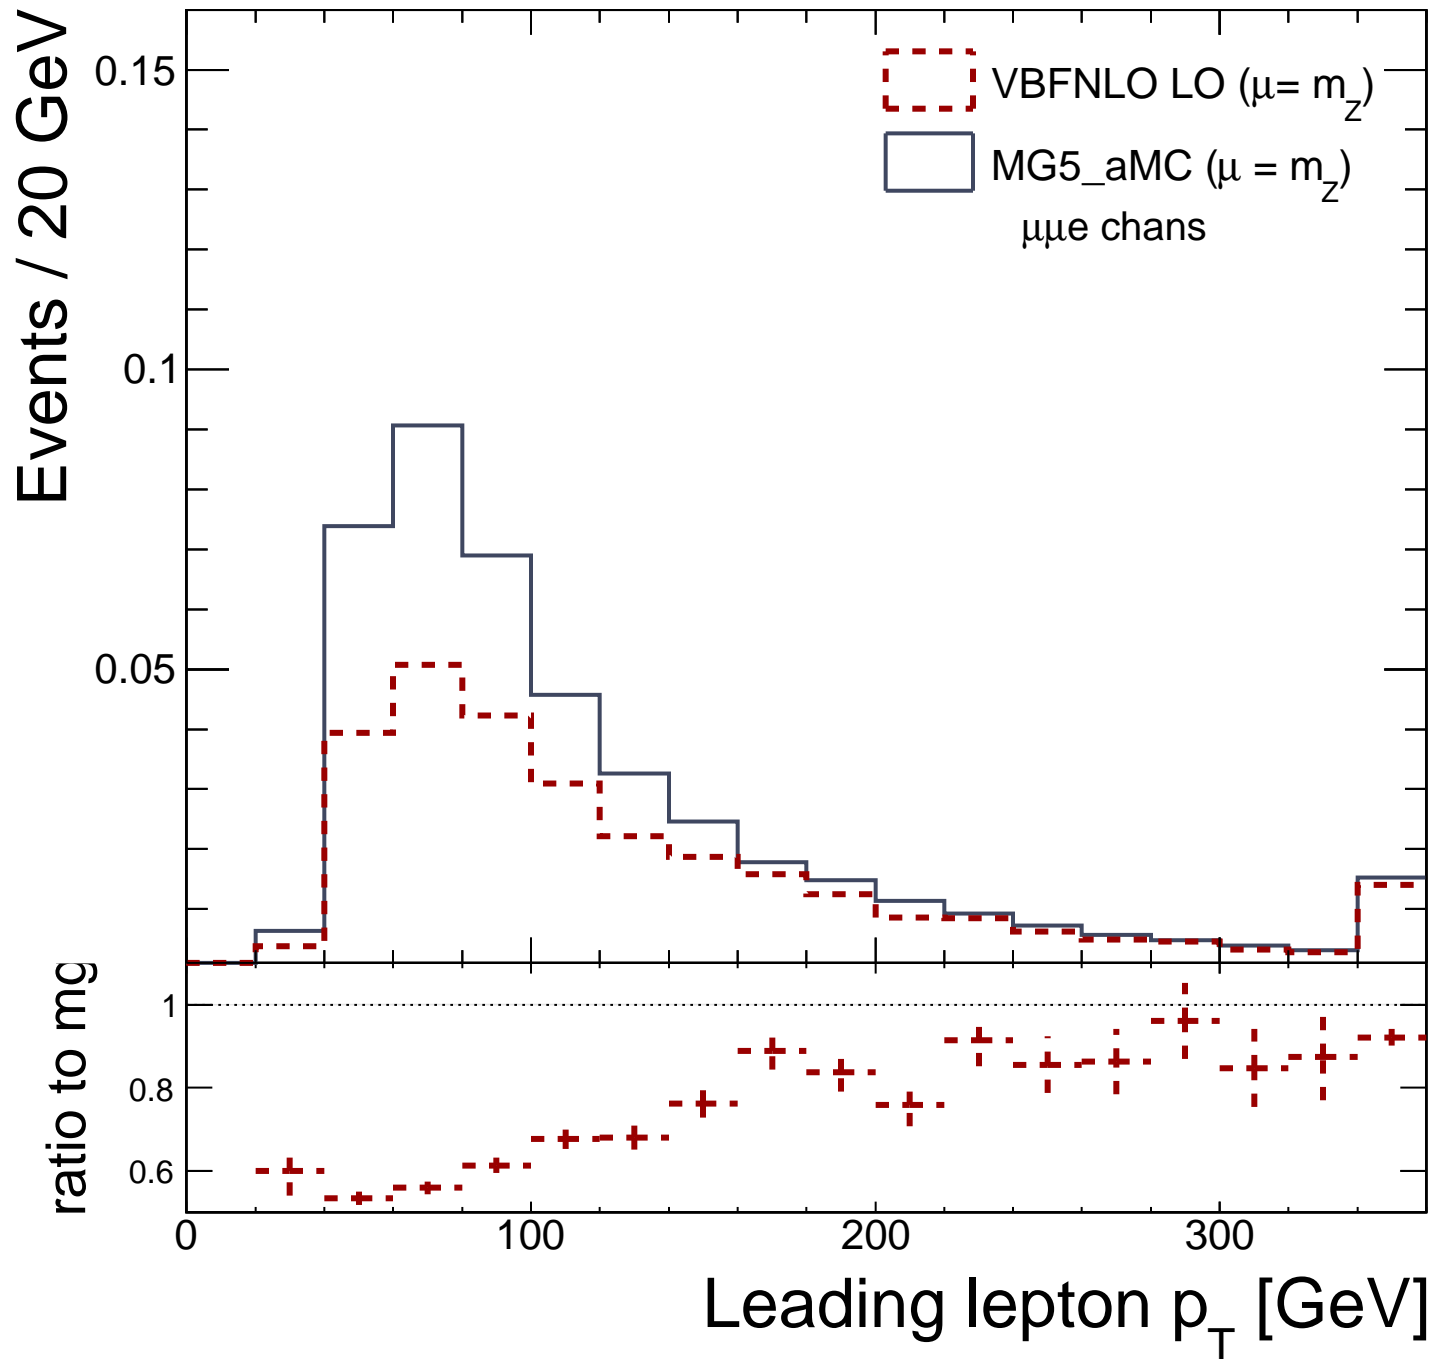 Events / 20 GeV
0.15
0.1
0.05
VBFNLO LO (μ= m_Z)
MG5_aMC (μ = m_Z)
μμe chans
ratio to mg
1
0.8
0.6
0 100 200 300
Leading lepton p_T [GeV]